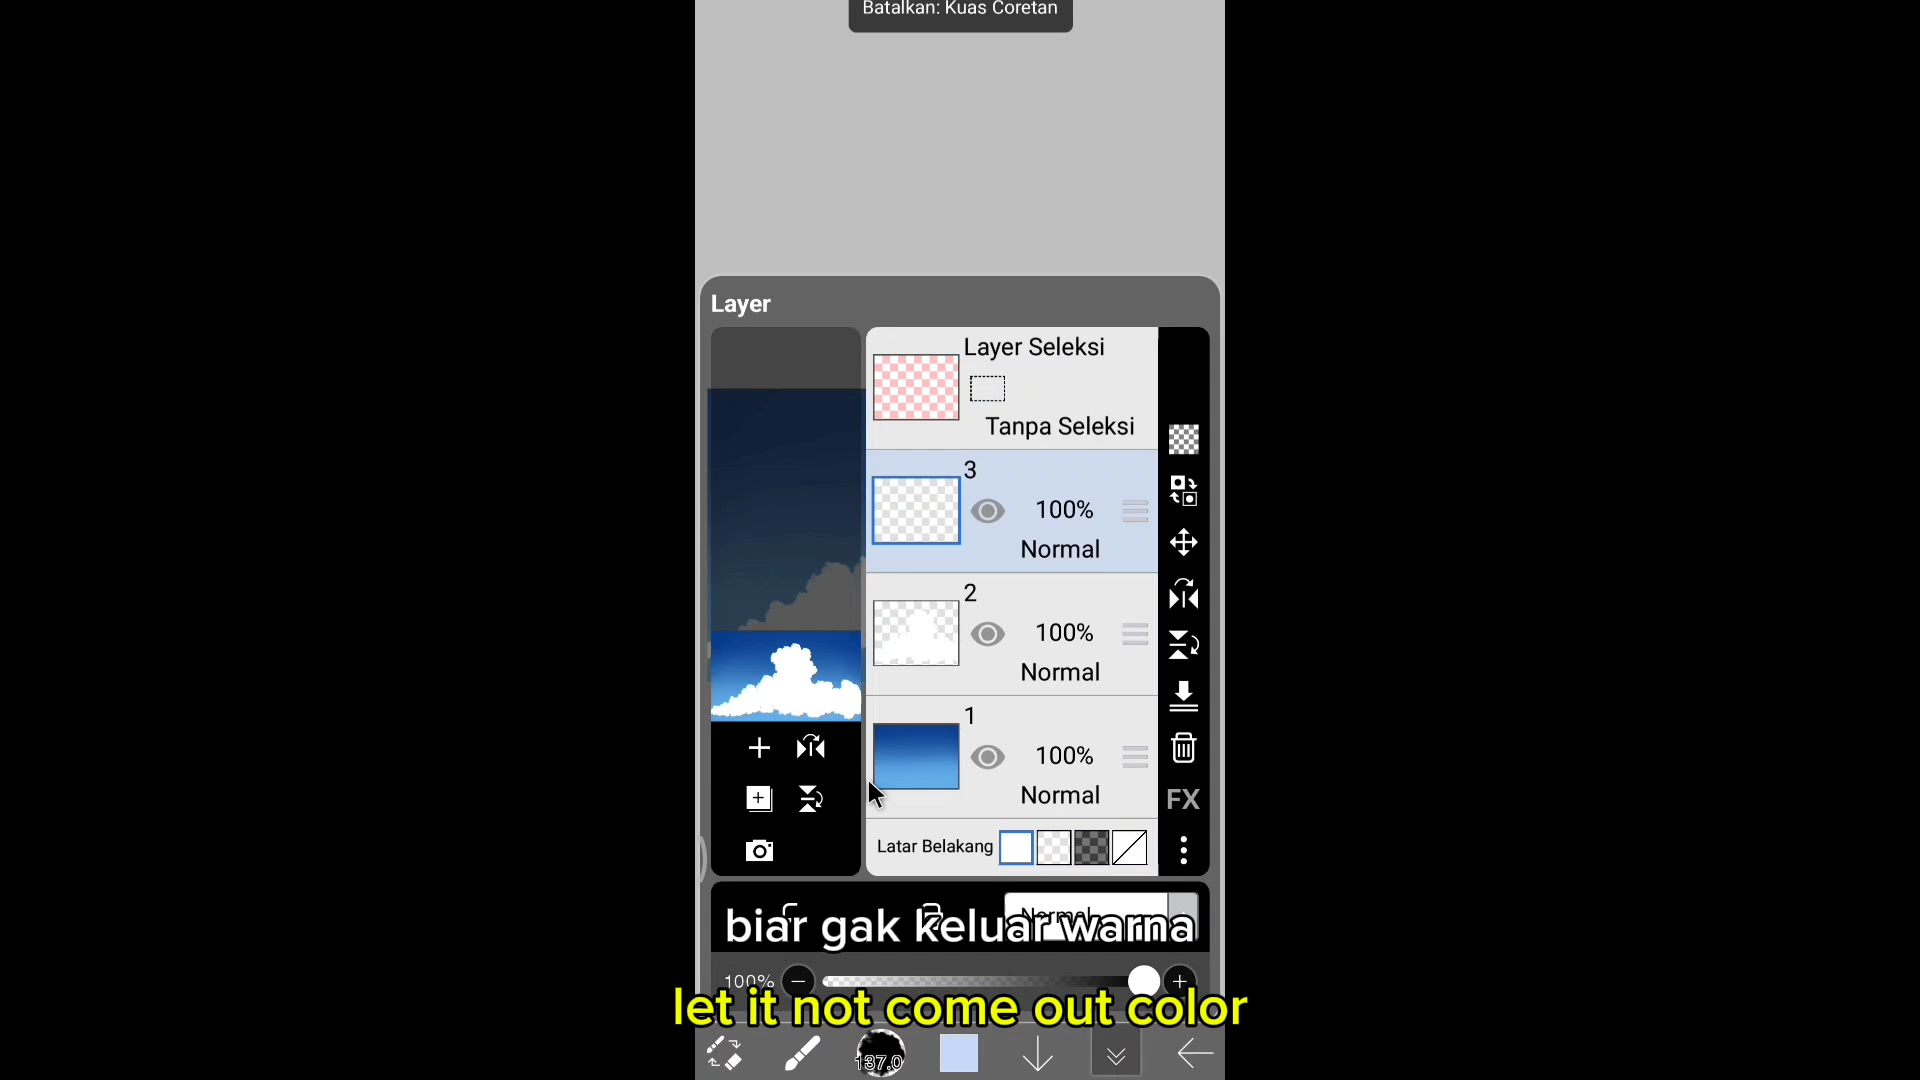 Batalkan: Kuas Coretan
Layer
Layer Seleksi
Tanpa Seleksi
3
100%
Normal
2
100%
Normal
1
100%
Normal
FX
Latar Belakang
Normal
biar gak keluar warna
100%
let it not come out color
137.0